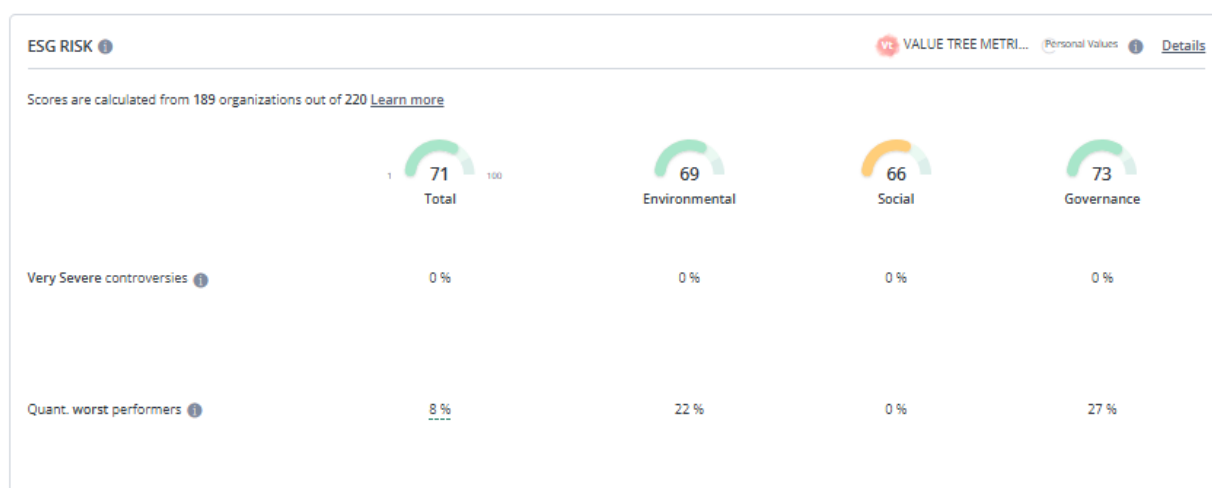 ESG RISK
Vt VALUE TREE METRI... Personal Values Details
Scores are calculated from 189 organizations out of 220 Learn more
1 71 100 69 66 73
Total Environmental Social Governance
Very Severe controversies 0 % 0 % 0 % 0 %
Quant. worst performers 8 % 22 % 0 % 27 %